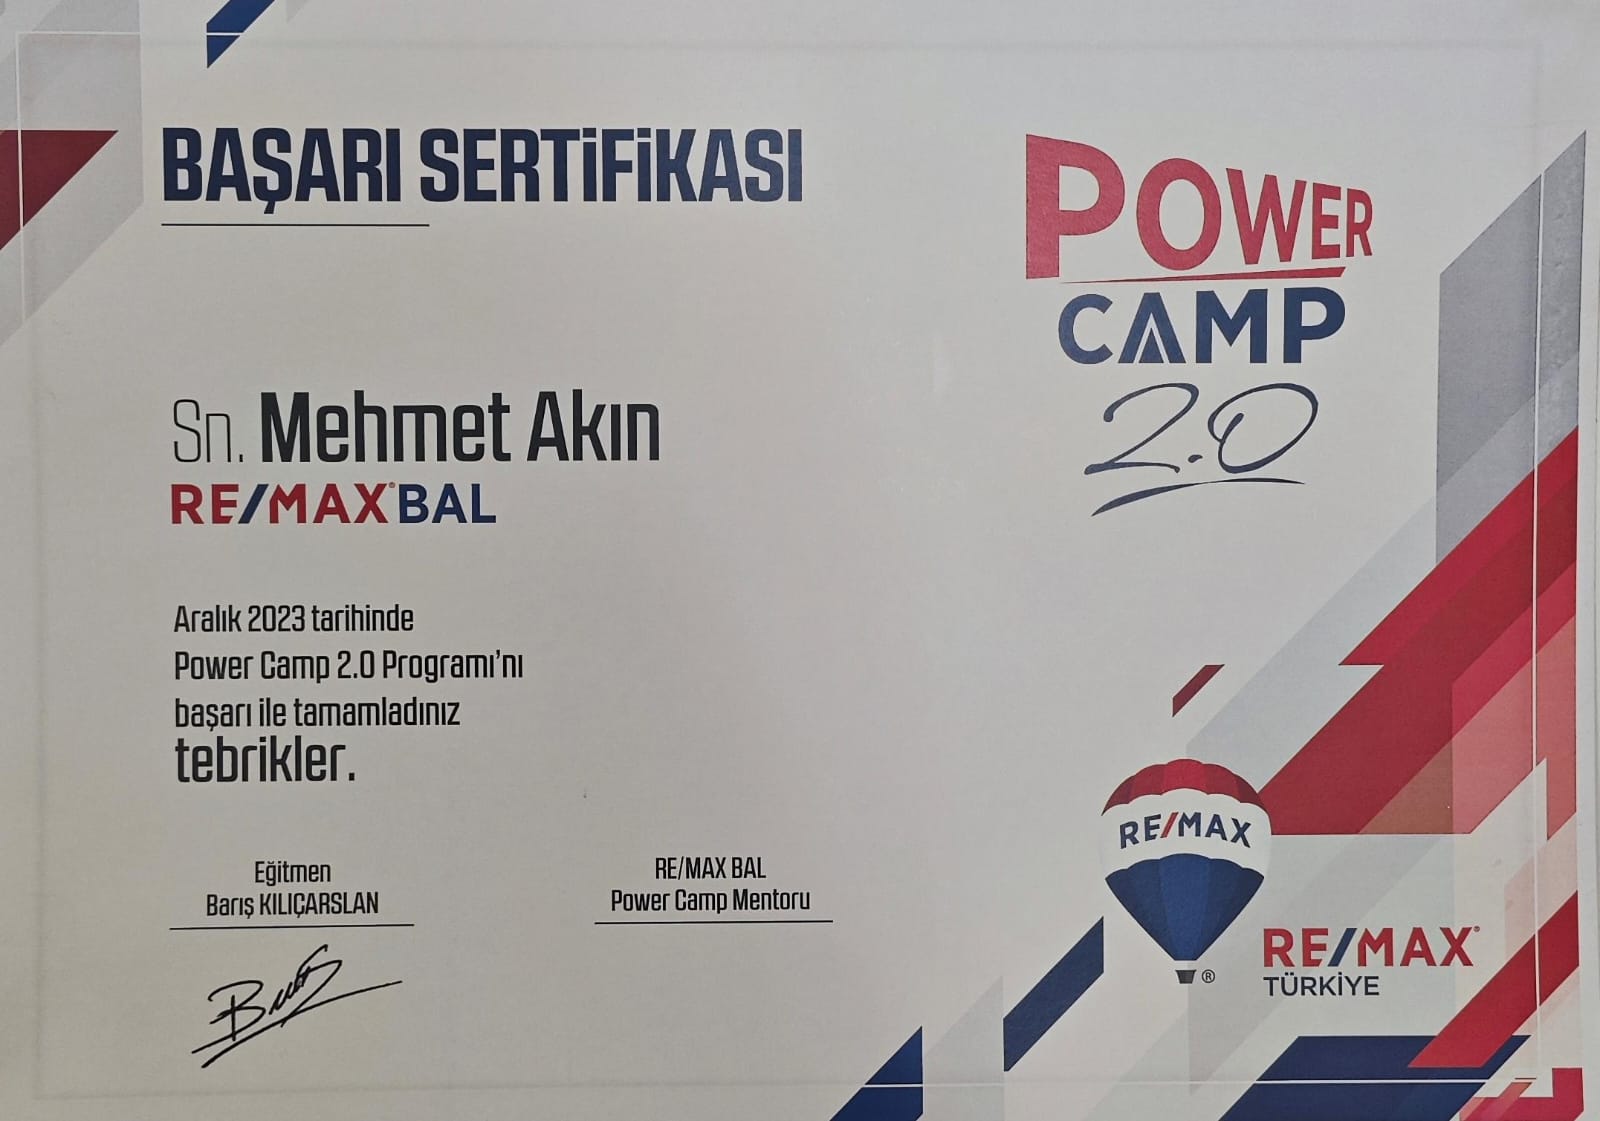 BAŞARI SERTİFİKASI
POWER
CAMP
2.0
Sn. Mehmet Akın
RE/MAX® BAL
Aralık 2023 tarihinde
Power Camp 2.0 Programı'nı
başarı ile tamamladınız
tebrikler.
Eğitmen
Barış KILIÇARSLAN
RE/MAX BAL
Power Camp Mentoru
RE/MAX
®
RE/MAX®
TÜRKİYE